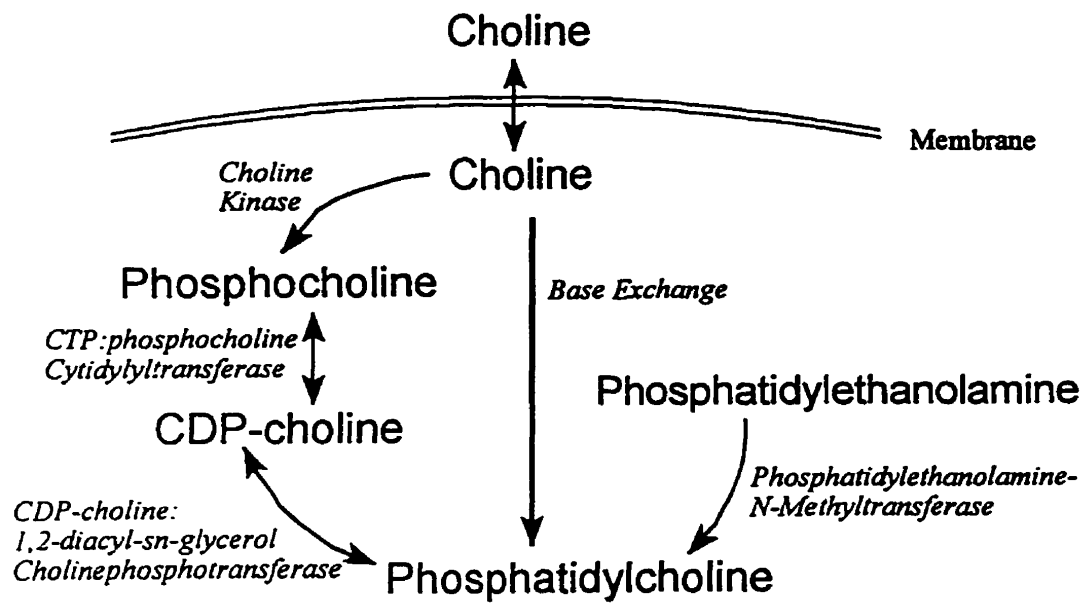 Choline
Membrane
Choline
Choline
Kinase
Phosphocholine
Base Exchange
CTP:phosphocholine
Cytidylyltransferase
Phosphatidylethanolamine
CDP-choline
Phosphatidylethanolamine-
N-Methyltransferase
CDP-choline:
1,2-diacyl-sn-glycerol
Cholinephosphotransferase
Phosphatidylcholine